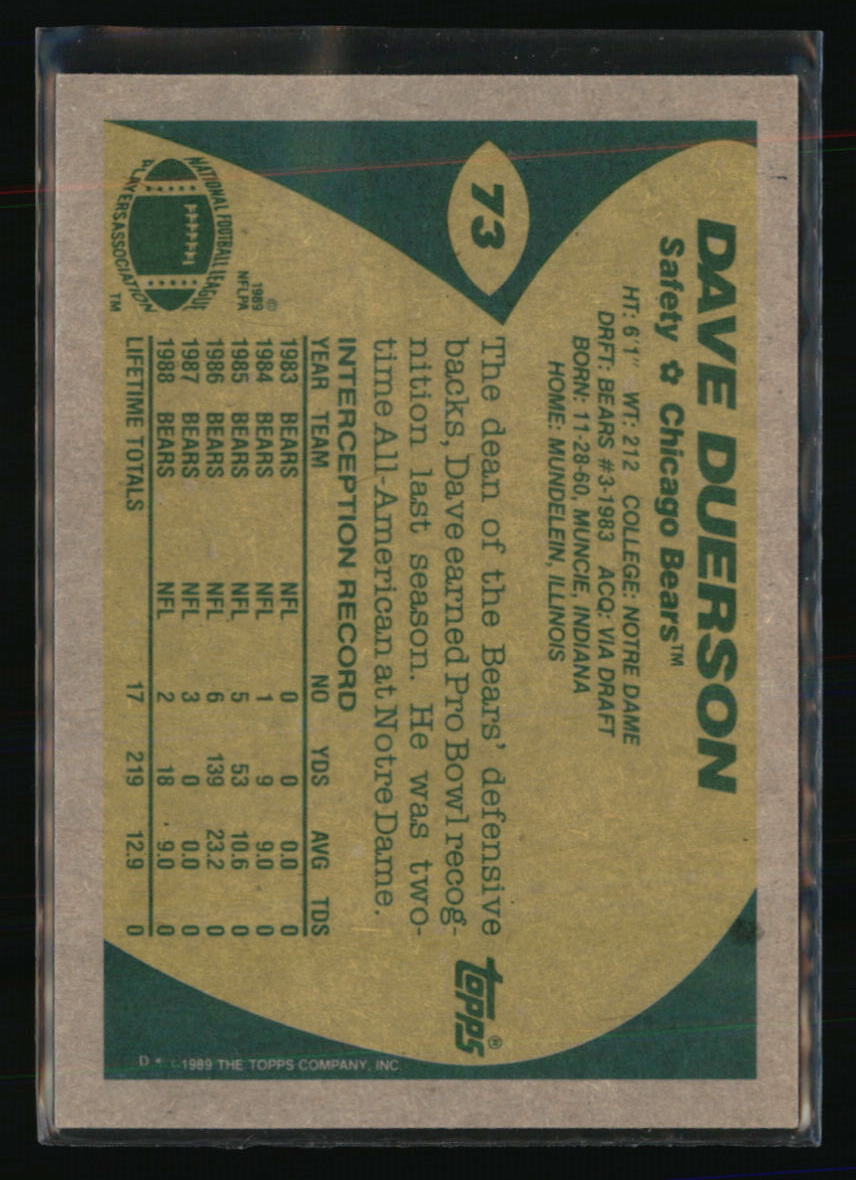 73
DAVE DUERSON
Safety ✿ Chicago Bears™
HT: 6'1" WT: 212 COLLEGE: NOTRE DAME
DRFT: BEARS #3-1983 ACQ: VIA DRAFT
BORN: 11-28-60, MUNCIE, INDIANA
HOME: MUNDELEIN, ILLINOIS
The dean of the Bears' defensive
backs, Dave earned Pro Bowl recog-
nition last season. He was two-
time All-American at Notre Dame.
INTERCEPTION RECORD
YEAR TEAM NO YDS AVG TDS
1983 BEARS NFL 0 0 0.0 0
1984 BEARS NFL 1 9 9.0 0
1985 BEARS NFL 5 53 10.6 0
1986 BEARS NFL 6 139 23.2 0
1987 BEARS NFL 3 0 0.0 0
1988 BEARS NFL 2 18 9.0 0
LIFETIME TOTALS 17 219 12.9 0
NATIONAL FOOTBALL LEAGUE
PLAYERS ASSOCIATION
TM
©
1989
NFLPA
topps®
D * ©1989 THE TOPPS COMPANY, INC.